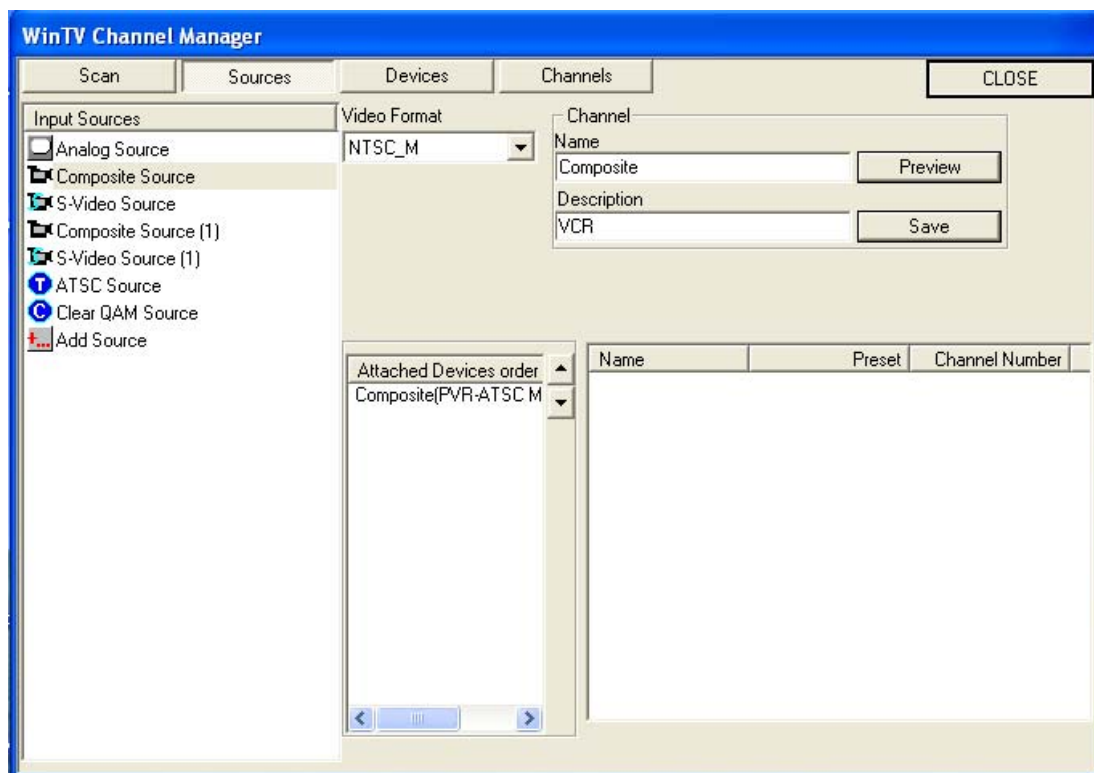 WinTV Channel Manager
Scan
Sources
Devices
Channels
CLOSE
Input Sources
Analog Source
Composite Source
S-Video Source
Composite Source (1)
S-Video Source (1)
ATSC Source
Clear QAM Source
Add Source
Video Format
NTSC_M
Channel
Name
Composite
Preview
Description
VCR
Save
Attached Devices order
Composite(PVR-ATSC M
Name Preset Channel Number